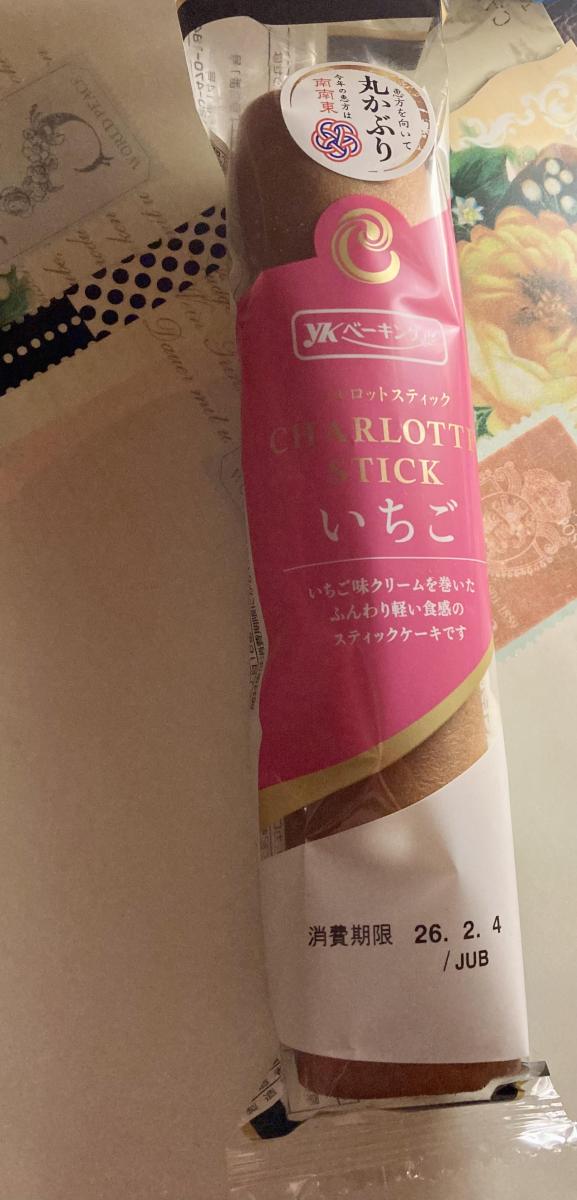 恵方を向いて
丸かぶり
今年の恵方は
南南東
YKベーキング
ロットスティック
CHARLOTTE
STICK
いちご
いちご味クリームを巻いた
ふんわり軽い食感の
スティックケーキです
消費期限 26. 2. 4
/JUB
WORLD PEA